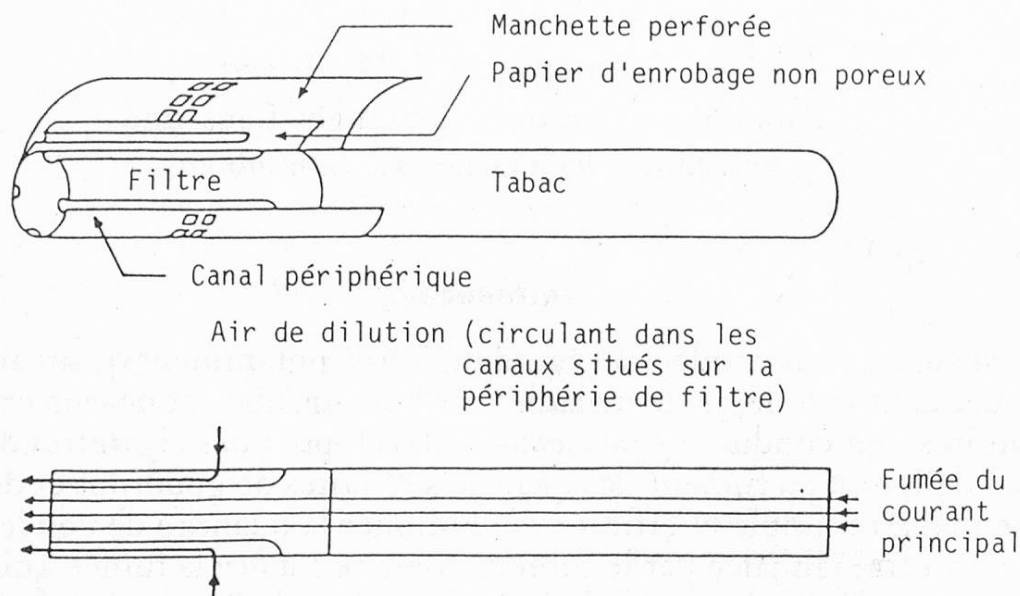 Manchette perforée
Papier d'enrobage non poreux
Filtre
Tabac
Canal périphérique
Air de dilution (circulant dans les
canaux situés sur la
périphérie de filtre)
Fumée du
courant
principal